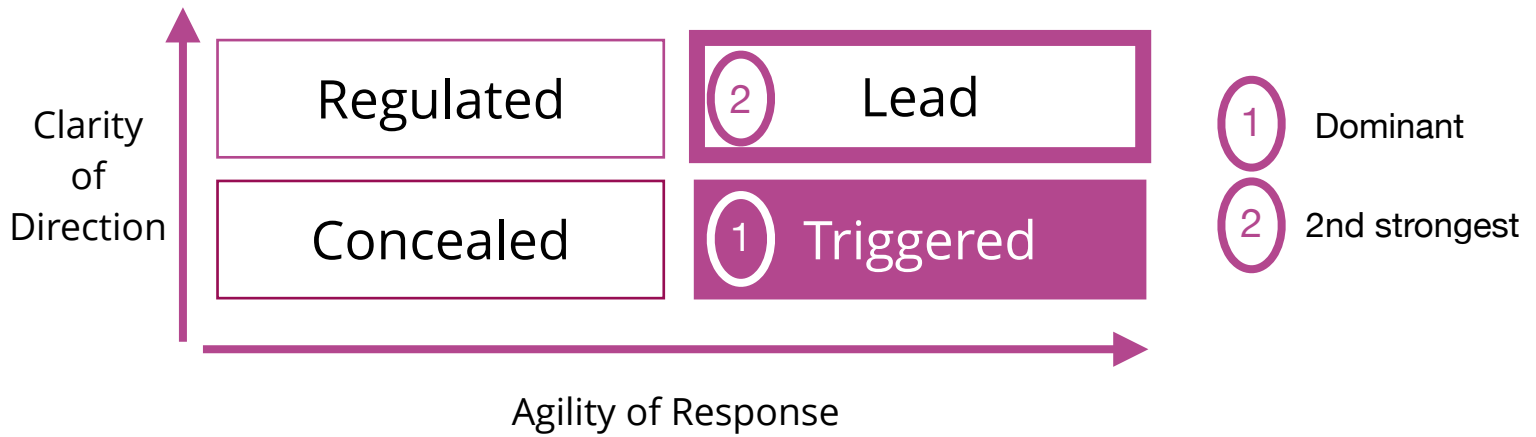 Clarity
of
Direction
Regulated
2
Lead
Concealed
1
Triggered
Agility of Response
1
Dominant
2
2nd strongest